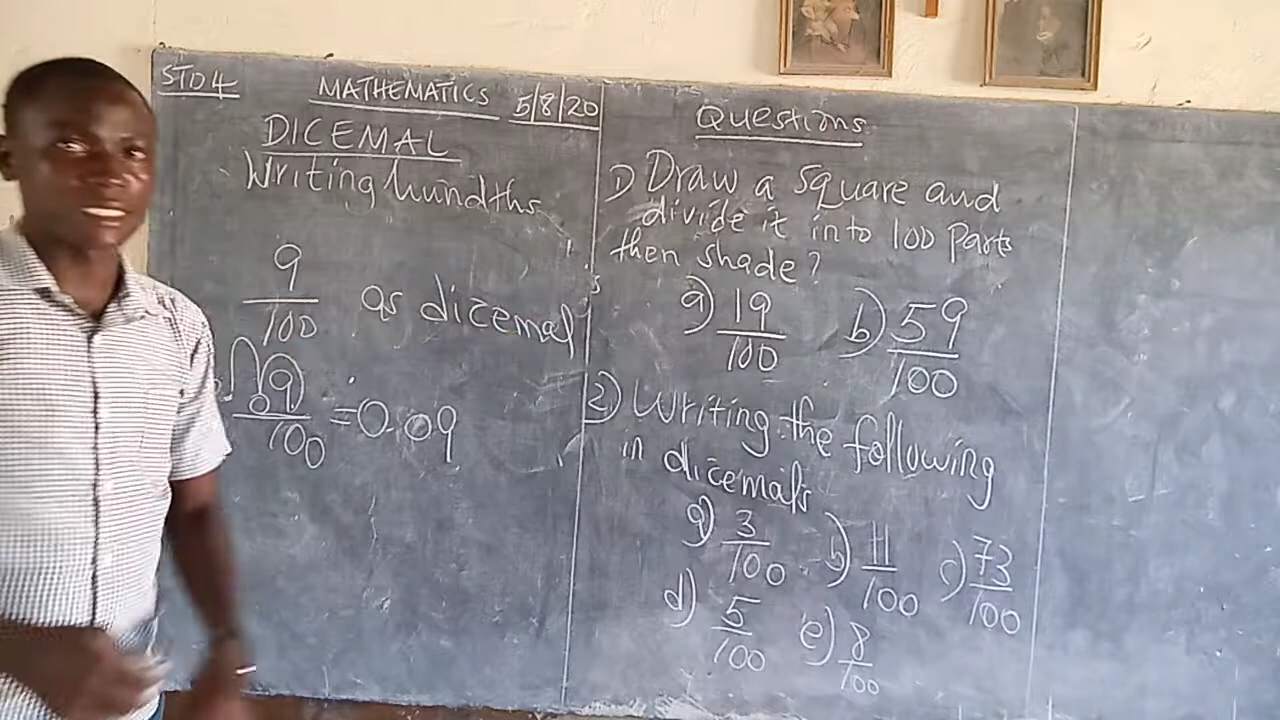 STD 4
MATHEMATICS
5/8/20
DICEMAL
Writing hundths
9/100 as dicemal
09/100 = 0.09
Questions
1) Draw a square and
divide it into 100 Parts
then shade?
a) 19/100 b) 59/100
2) Writing the following
in dicemals
a) 3/100 b) 11/100 c) 73/100
d) 5/100 e) 8/100